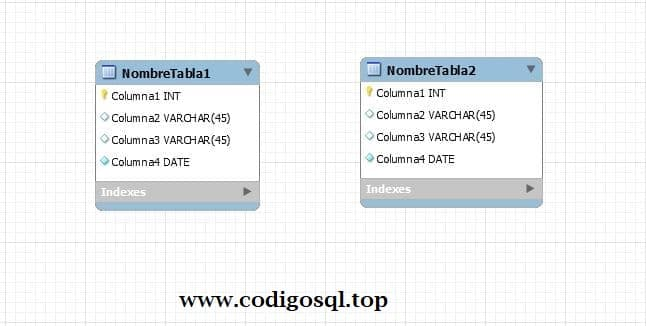 NombreTabla1
Columna1 INT
Columna2 VARCHAR(45)
Columna3 VARCHAR(45)
Columna4 DATE
Indexes
NombreTabla2
Columna1 INT
Columna2 VARCHAR(45)
Columna3 VARCHAR(45)
Columna4 DATE
Indexes
www.codigosql.top